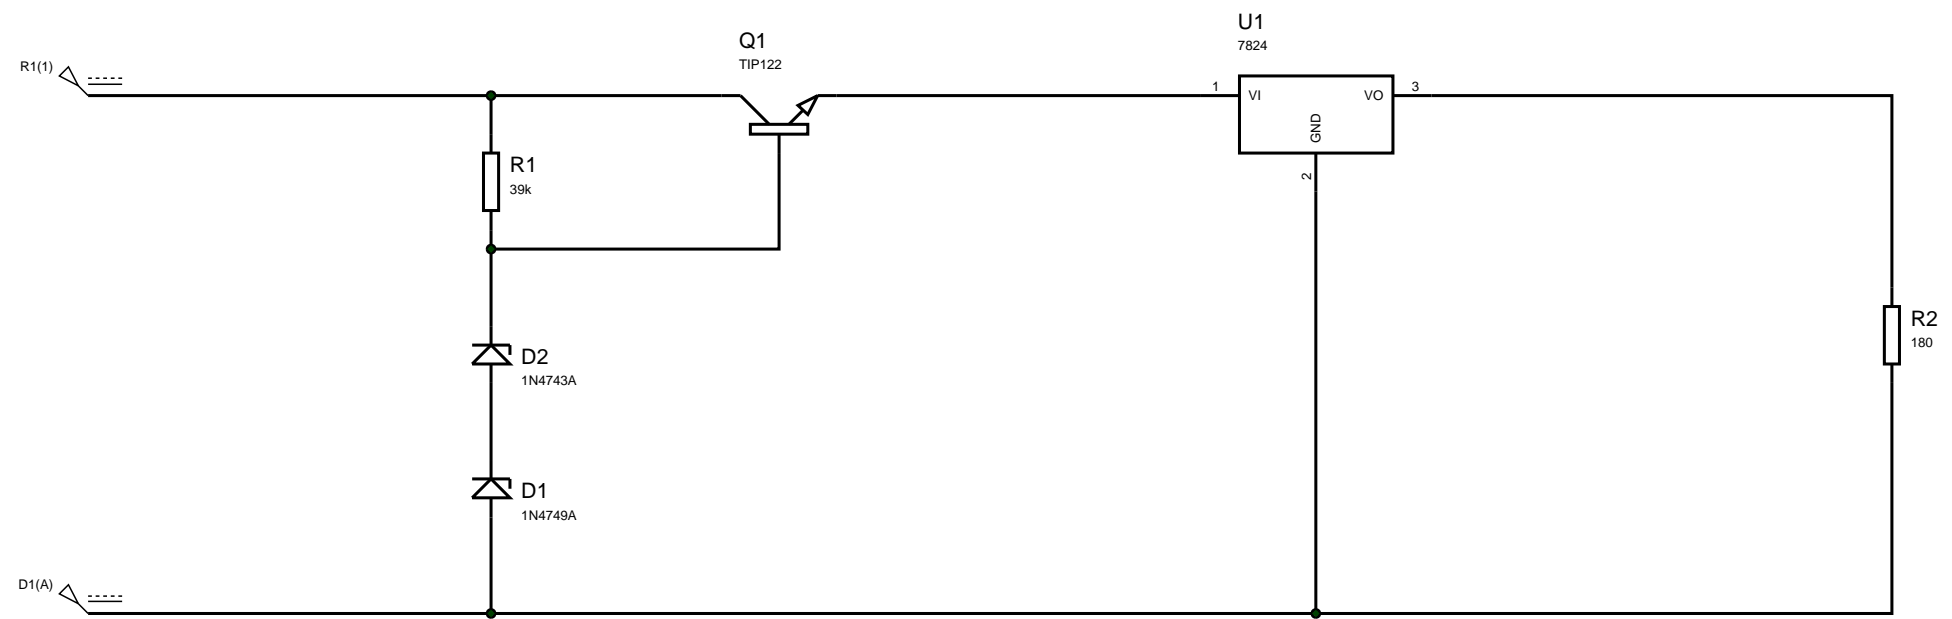 U1
7824
Q1
TIP122
R1(1)
1
VI
VO
3
GND
2
R1
39k
R2
180
D2
1N4743A
D1
1N4749A
D1(A)